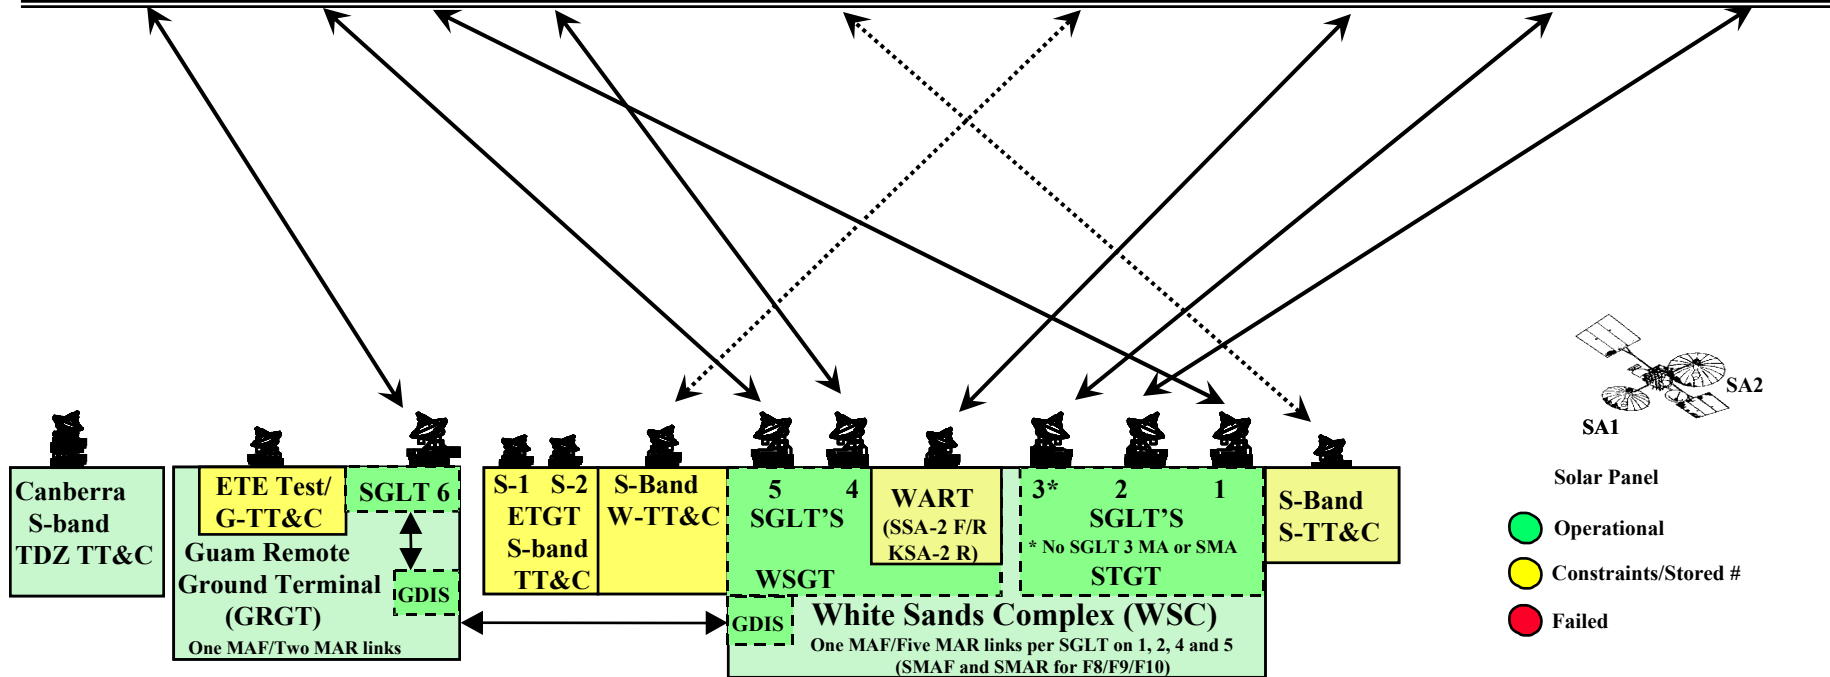 Canberra
S-band
TDZ TT&C
ETE Test/
G-TT&C
SGLT 6
Guam Remote
Ground Terminal
(GRGT)
GDIS
One MAF/Two MAR links
S-1 S-2
ETGT
S-band
TT&C
S-Band
W-TT&C
5 4
SGLT'S
WSGT
WART
(SSA-2 F/R
KSA-2 R)
3* 2 1
SGLT'S
* No SGLT 3 MA or SMA
STGT
GDIS
White Sands Complex (WSC)
One MAF/Five MAR links per SGLT on 1, 2, 4 and 5
(SMAF and SMAR for F8/F9/F10)
S-Band
S-TT&C
SA2
SA1
Solar Panel
Operational
Constraints/Stored #
Failed